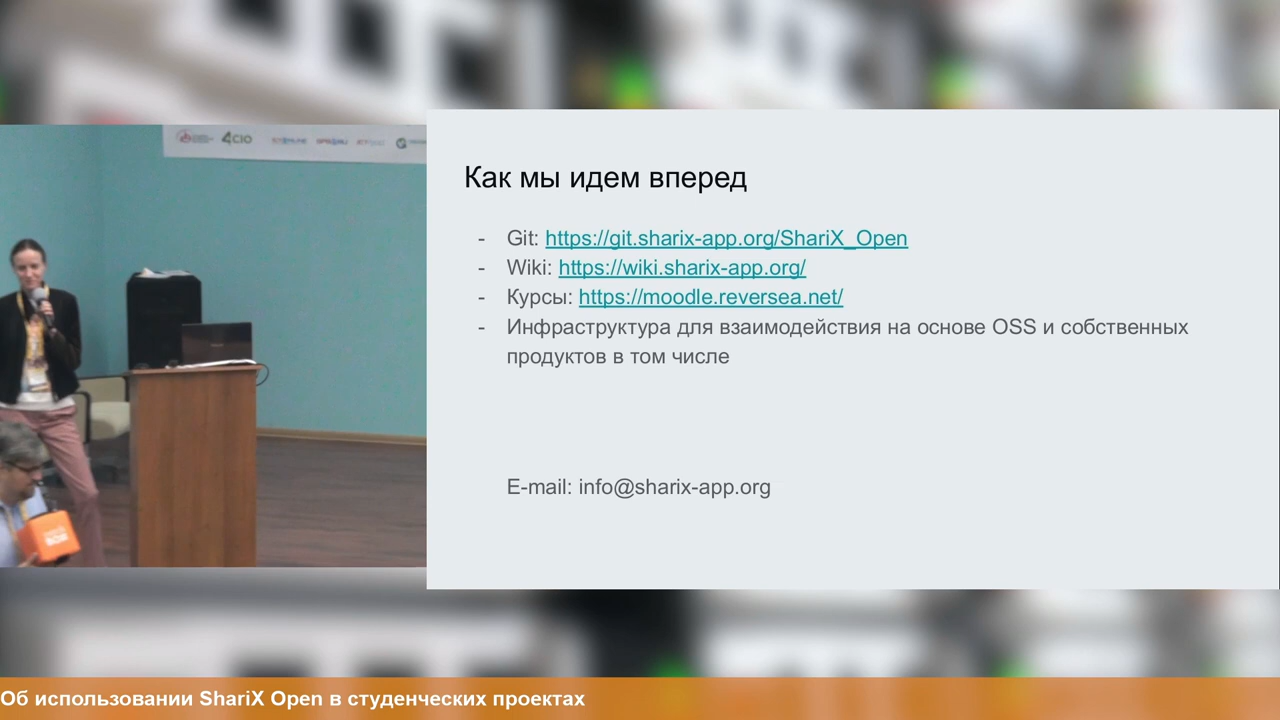 4CIO
Как мы идем вперед
- Git: https://git.sharix-app.org/ShariX_Open
- Wiki: https://wiki.sharix-app.org/
- Курсы: https://moodle.reversea.net/
- Инфраструктура для взаимодействия на основе OSS и собственных
продуктов в том числе
E-mail: info@sharix-app.org
Об использовании ShariX Open в студенческих проектах